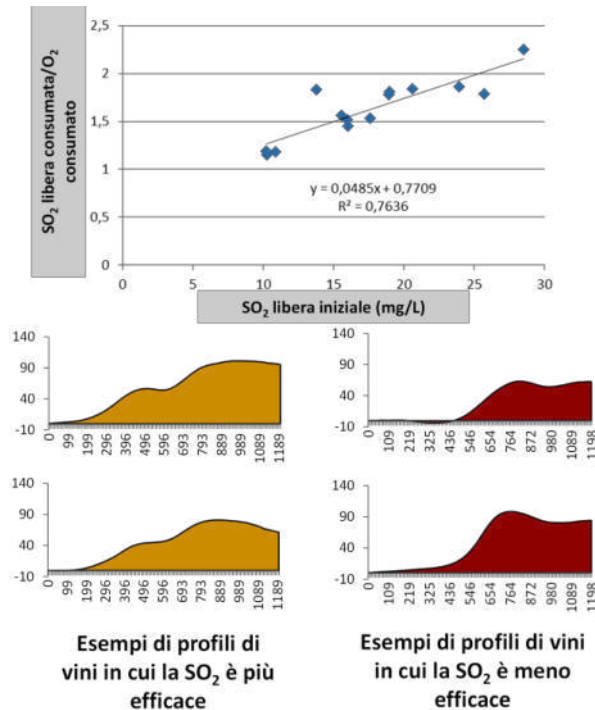 SO₂ libera consumata/O₂
consumato
2,5
2
1,5
1
0,5
0
y = 0,0485x + 0,7709
R² = 0,7636
0 5 10 15 20 25 30
SO₂ libera iniziale (mg/L)
140
90
40
-10
0 99 199 296 396 496 593 693 793 889 989 1089 1189
140
90
40
-10
0 109 219 325 436 546 654 764 872 980 1090 1198
140
90
40
-10
0 99 199 296 396 496 593 693 793 889 989 1089 1189
140
90
40
-10
0 109 219 325 436 546 654 764 872 980 1090 1198
Esempi di profili di
vini in cui la SO₂ è più
efficace
Esempi di profili di vini
in cui la SO₂ è meno
efficace